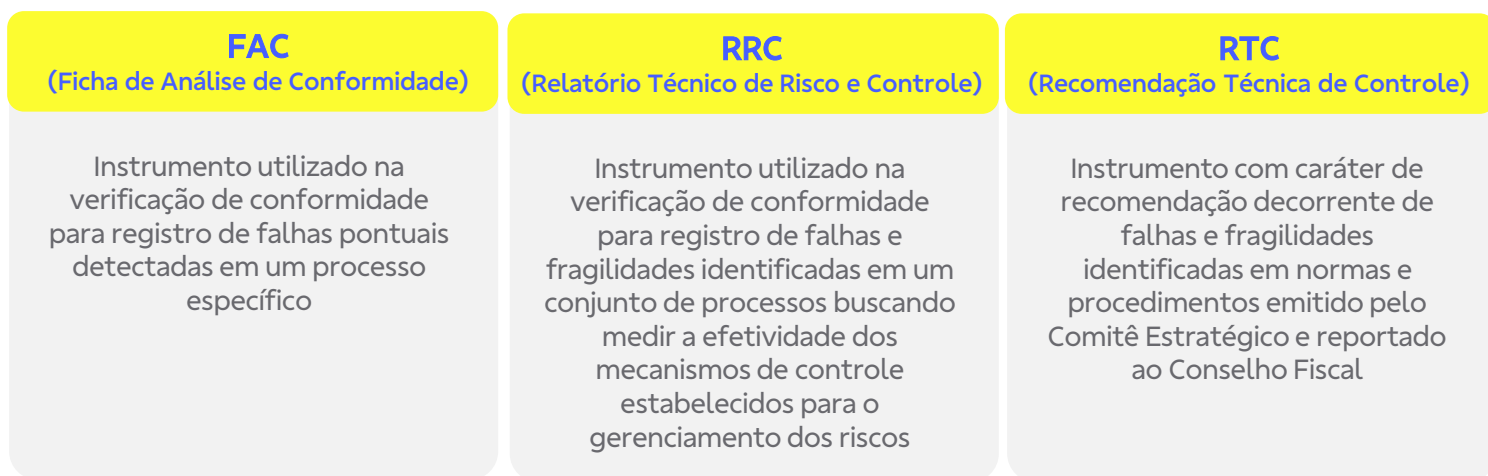 FAC
(Ficha de Análise de Conformidade)
Instrumento utilizado na
verificação de conformidade
para registro de falhas pontuais
detectadas em um processo
específico
RRC
(Relatório Técnico de Risco e Controle)
Instrumento utilizado na
verificação de conformidade
para registro de falhas e
fragilidades identificadas em um
conjunto de processos buscando
medir a efetividade dos
mecanismos de controle
estabelecidos para o
gerenciamento dos riscos
RTC
(Recomendação Técnica de Controle)
Instrumento com caráter de
recomendação decorrente de
falhas e fragilidades
identificadas em normas e
procedimentos emitido pelo
Comitê Estratégico e reportado
ao Conselho Fiscal